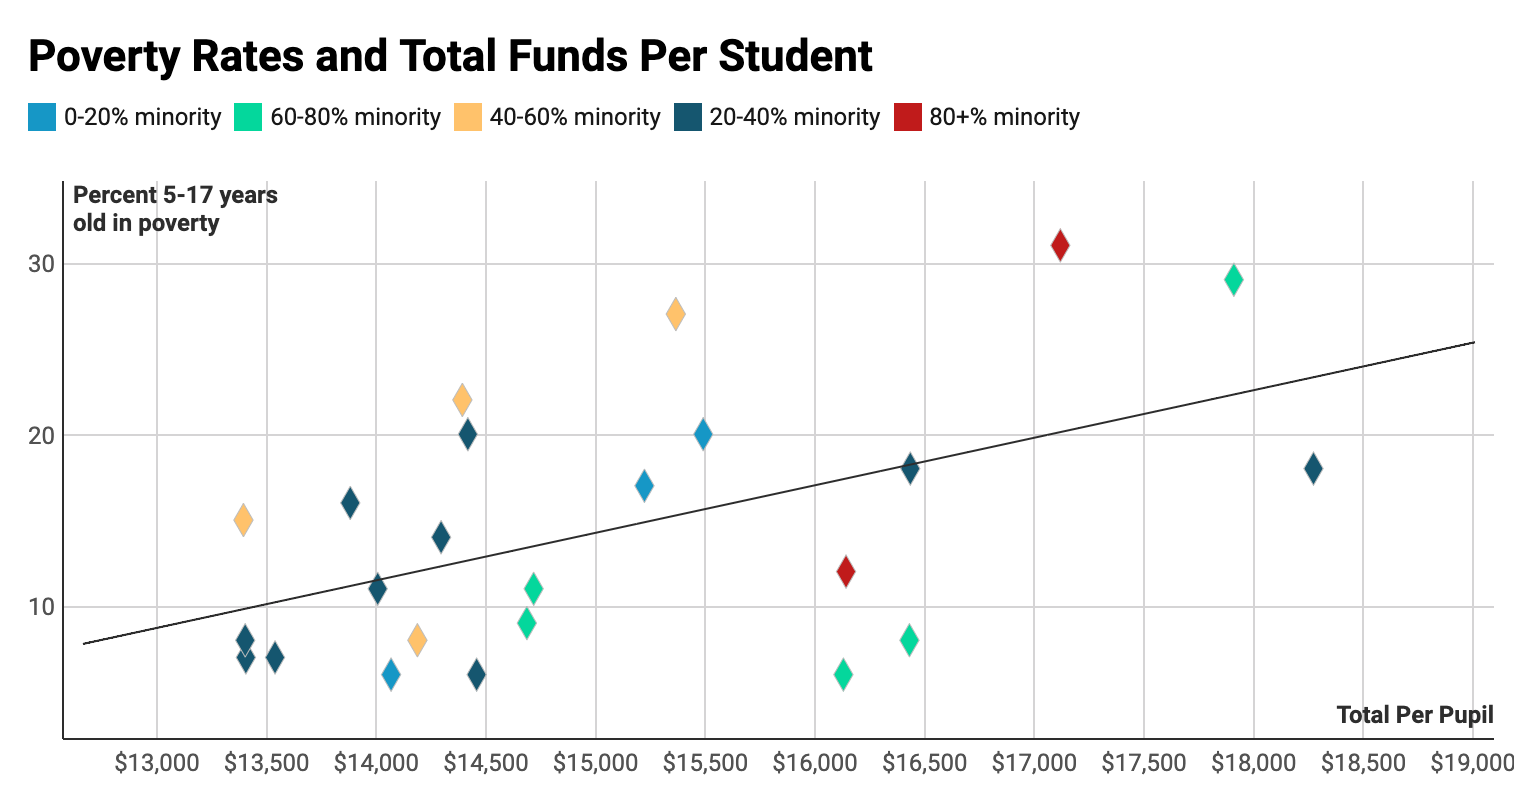 Poverty Rates and Total Funds Per Student
0-20% minority 60-80% minority 40-60% minority 20-40% minority 80+% minority
Percent 5-17 years
old in poverty
30
20
10
Total Per Pupil
$13,000 $13,500 $14,000 $14,500 $15,000 $15,500 $16,000 $16,500 $17,000 $17,500 $18,000 $18,500 $19,000